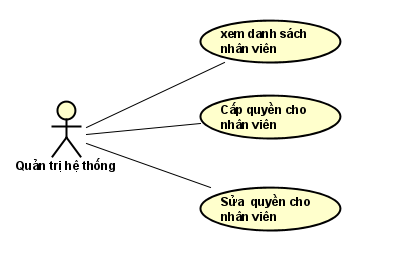 xem danh sách
nhân viên
Cấp quyền cho
nhân viên
Quản trị hệ thống
Sửa quyền cho
nhân viên